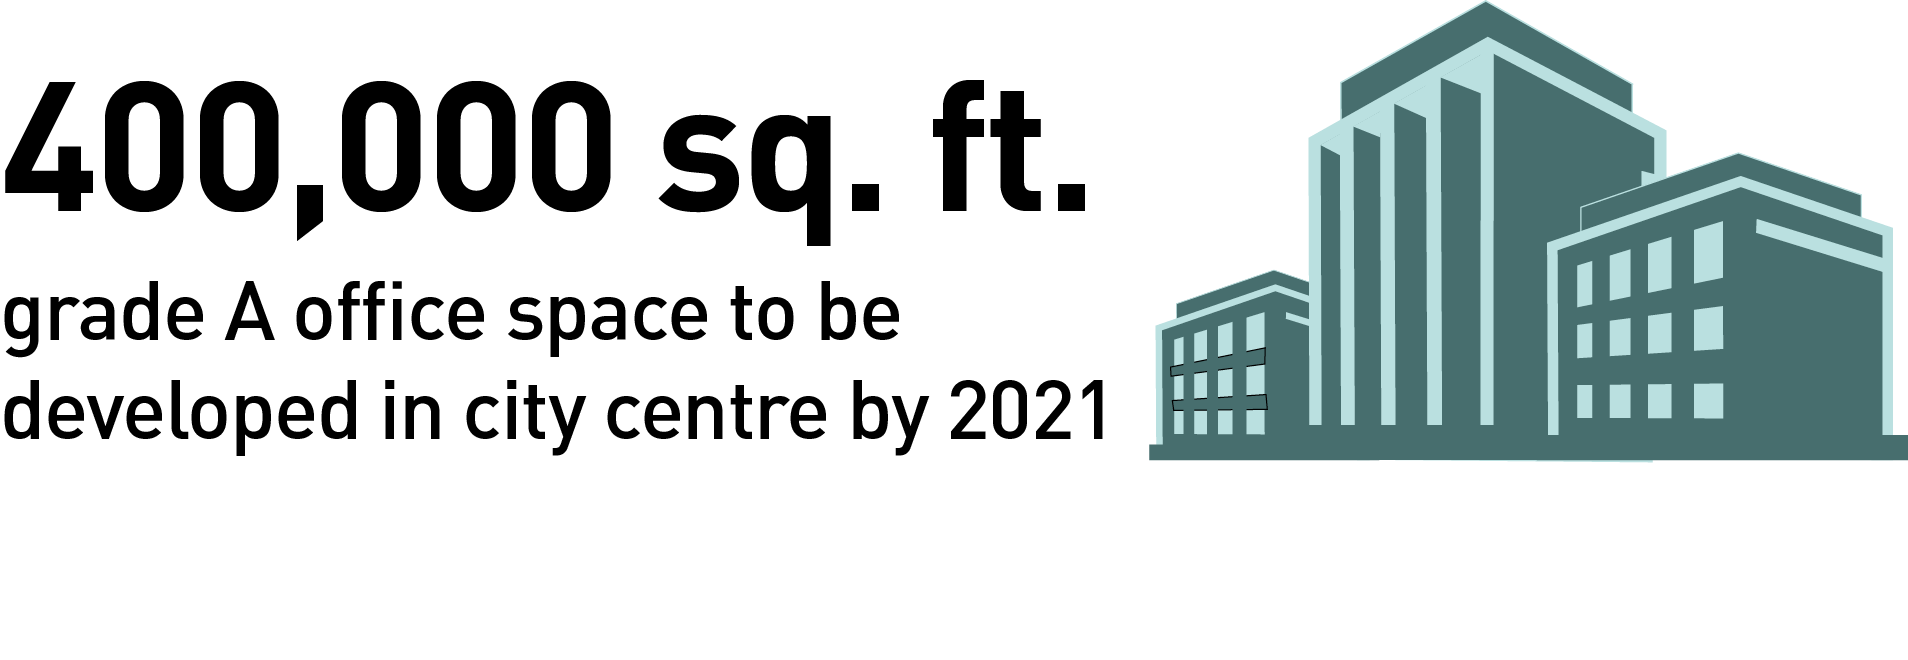 400,000 sq. ft.
grade A office space to be
developed in city centre by 2021